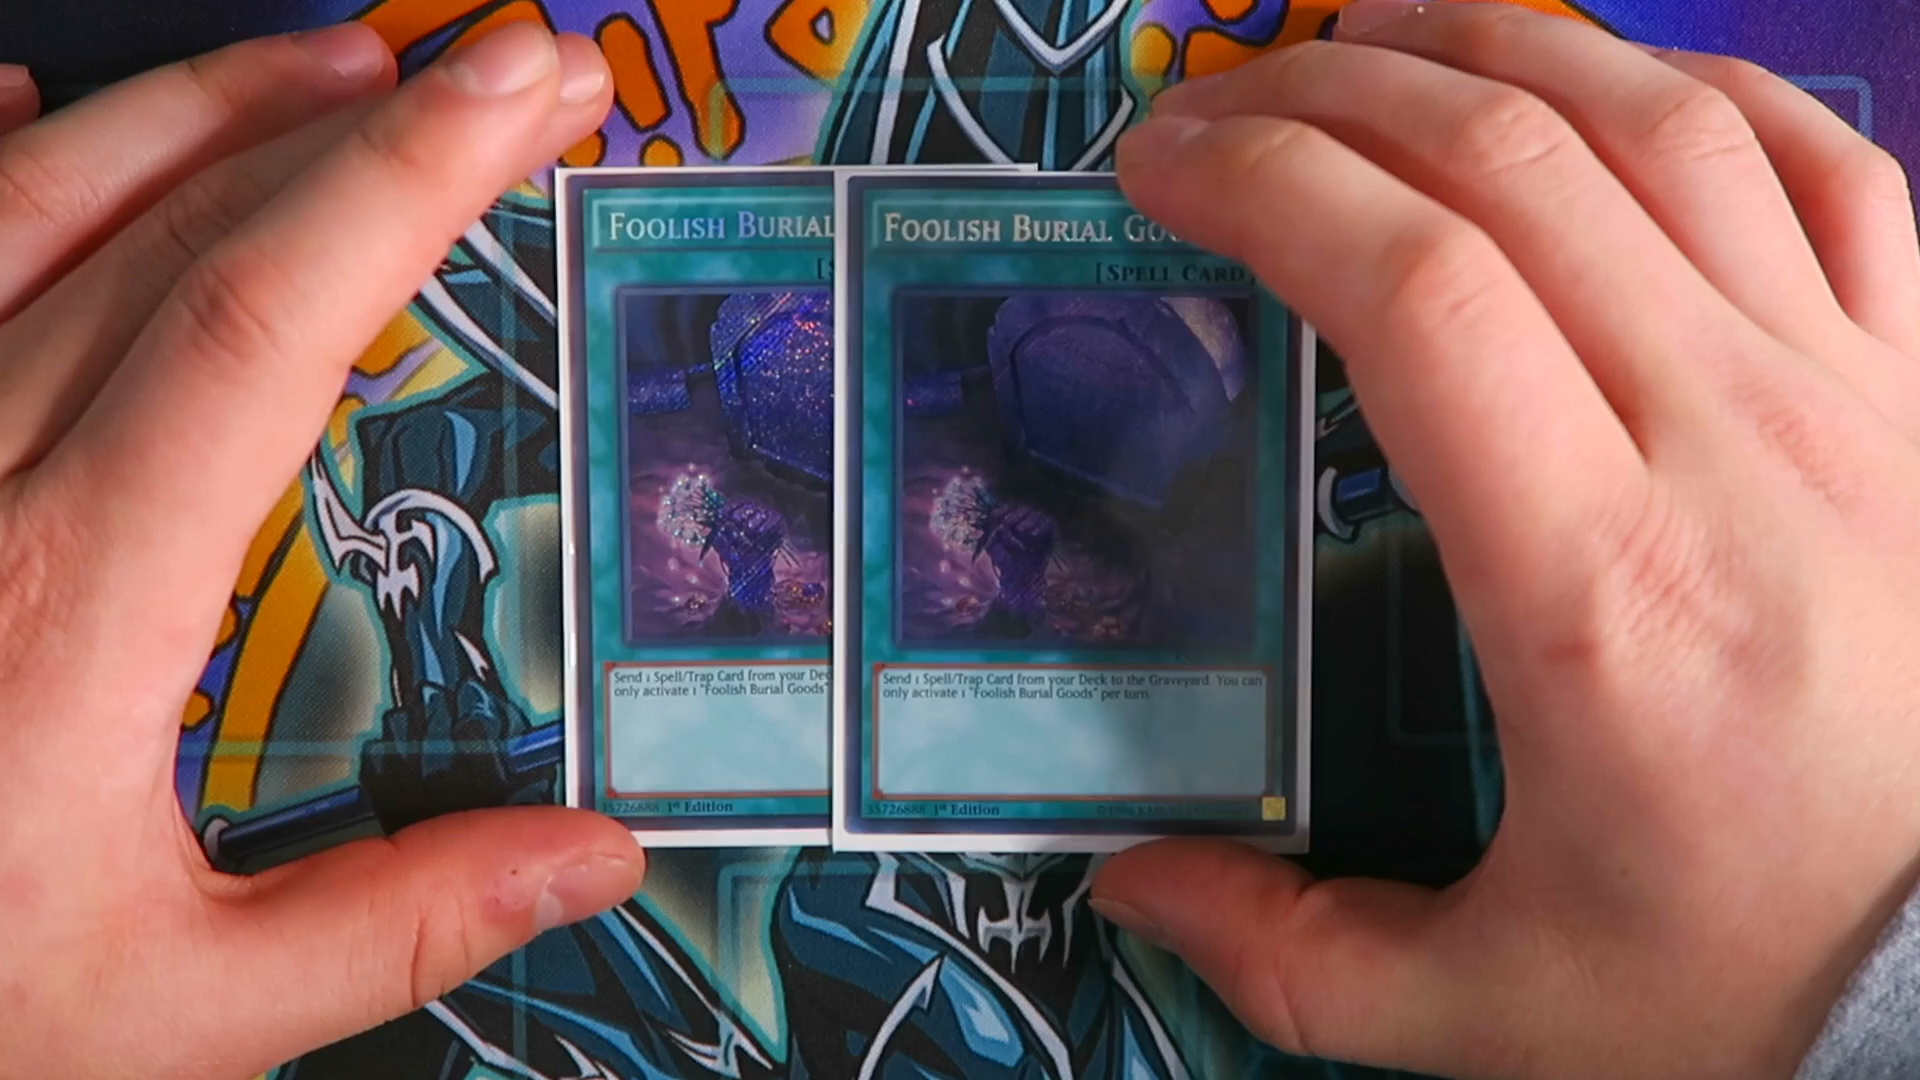 FOOLISH BURIAL
Send 1 Spell/Trap Card from your
only activate 1 "Foolish Burial Goods"
35726888 1st Edition
FOOLISH BURIAL
[SPELL CARD]
Send 1 Spell/Trap Card from your Deck to the Graveyard. You can
only activate 1 "Foolish Burial Goods" per turn.
35726888 1st Edition